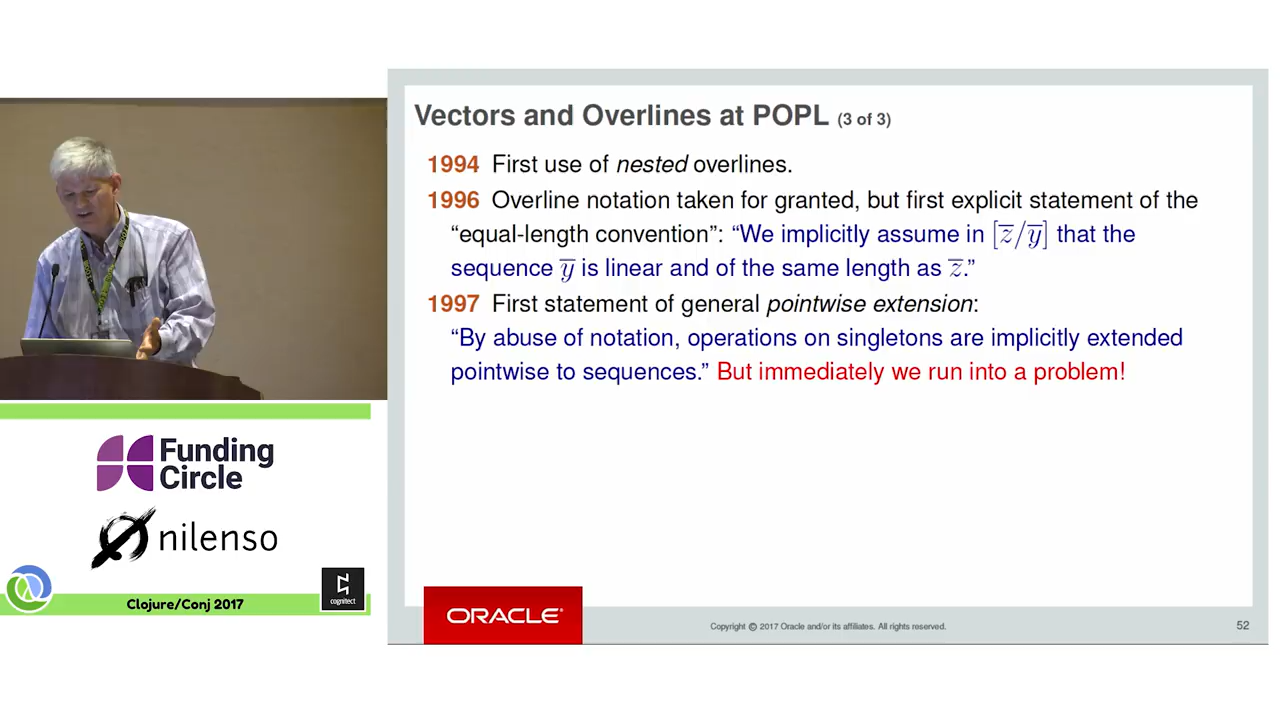 Vectors and Overlines at POPL (3 of 3)
1994 First use of nested overlines.
1996 Overline notation taken for granted, but first explicit statement of the
“equal-length convention”: “We implicitly assume in [z̅/y̅] that the
sequence y̅ is linear and of the same length as z̅.”
1997 First statement of general pointwise extension:
“By abuse of notation, operations on singletons are implicitly extended
pointwise to sequences.” But immediately we run into a problem!
Funding
Circle
nilenso
cognitect
Clojure/Conj 2017
ORACLE®
Copyright © 2017 Oracle and/or its affiliates. All rights reserved.
52